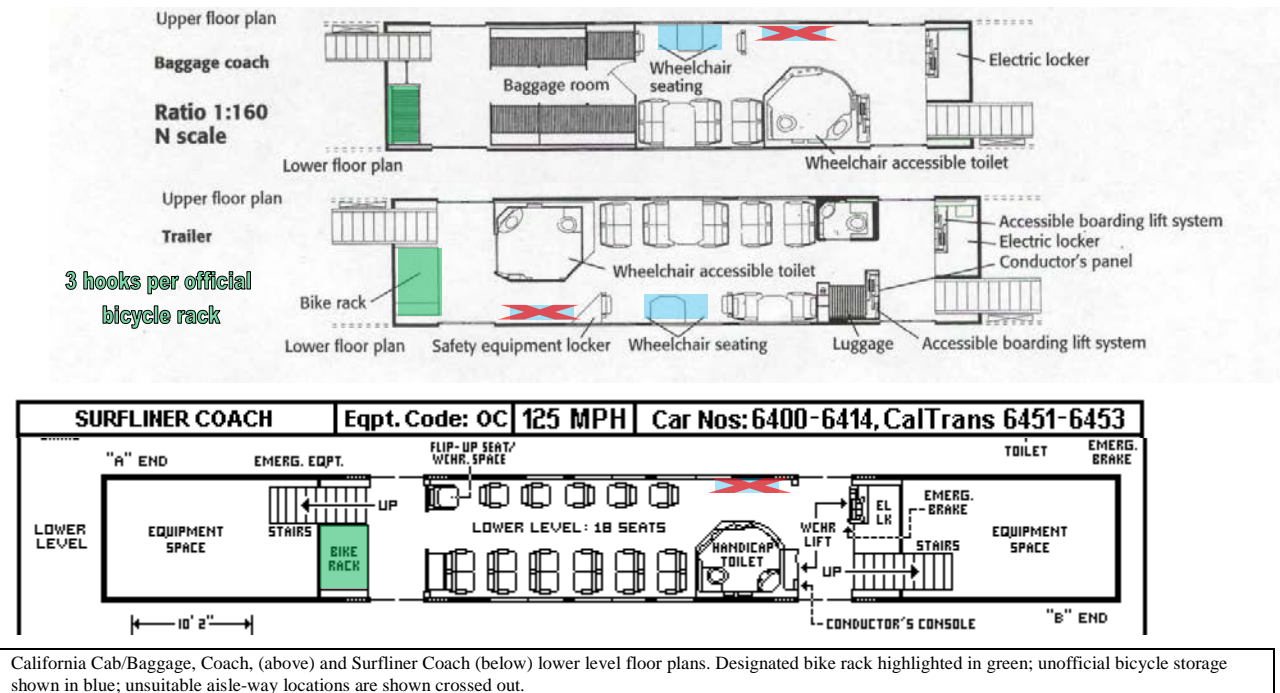 Upper floor plan
Baggage coach
Ratio 1:160
N scale
Lower floor plan
Baggage room
Wheelchair
seating
Electric locker
Wheelchair accessible toilet
Upper floor plan
Trailer
3 hooks per official
bicycle rack
Bike rack
Lower floor plan
Safety equipment locker
Wheelchair accessible toilet
Wheelchair seating
Luggage
Accessible boarding lift system
Electric locker
Conductor's panel
Accessible boarding lift system
SURFLINER COACH
Eqpt. Code: OC
125 MPH
Car Nos: 6400-6414, CalTrans 6451-6453
"A" END
EMERG. EQPT.
FLIP-UP SEAT/
WCHR. SPACE
TOILET
EMERG.
BRAKE
LOWER
LEVEL
EQUIPMENT
SPACE
STAIRS
UP
BIKE
RACK
LOWER LEVEL: 18 SEATS
HANDICAP
TOILET
WCHR
LIFT
EL
LK
EMERG.
BRAKE
UP
STAIRS
EQUIPMENT
SPACE
10' 2"
CONDUCTOR'S CONSOLE
"B" END
California Cab/Baggage, Coach, (above) and Surfliner Coach (below) lower level floor plans. Designated bike rack highlighted in green; unofficial bicycle storage
shown in blue; unsuitable aisle-way locations are shown crossed out.